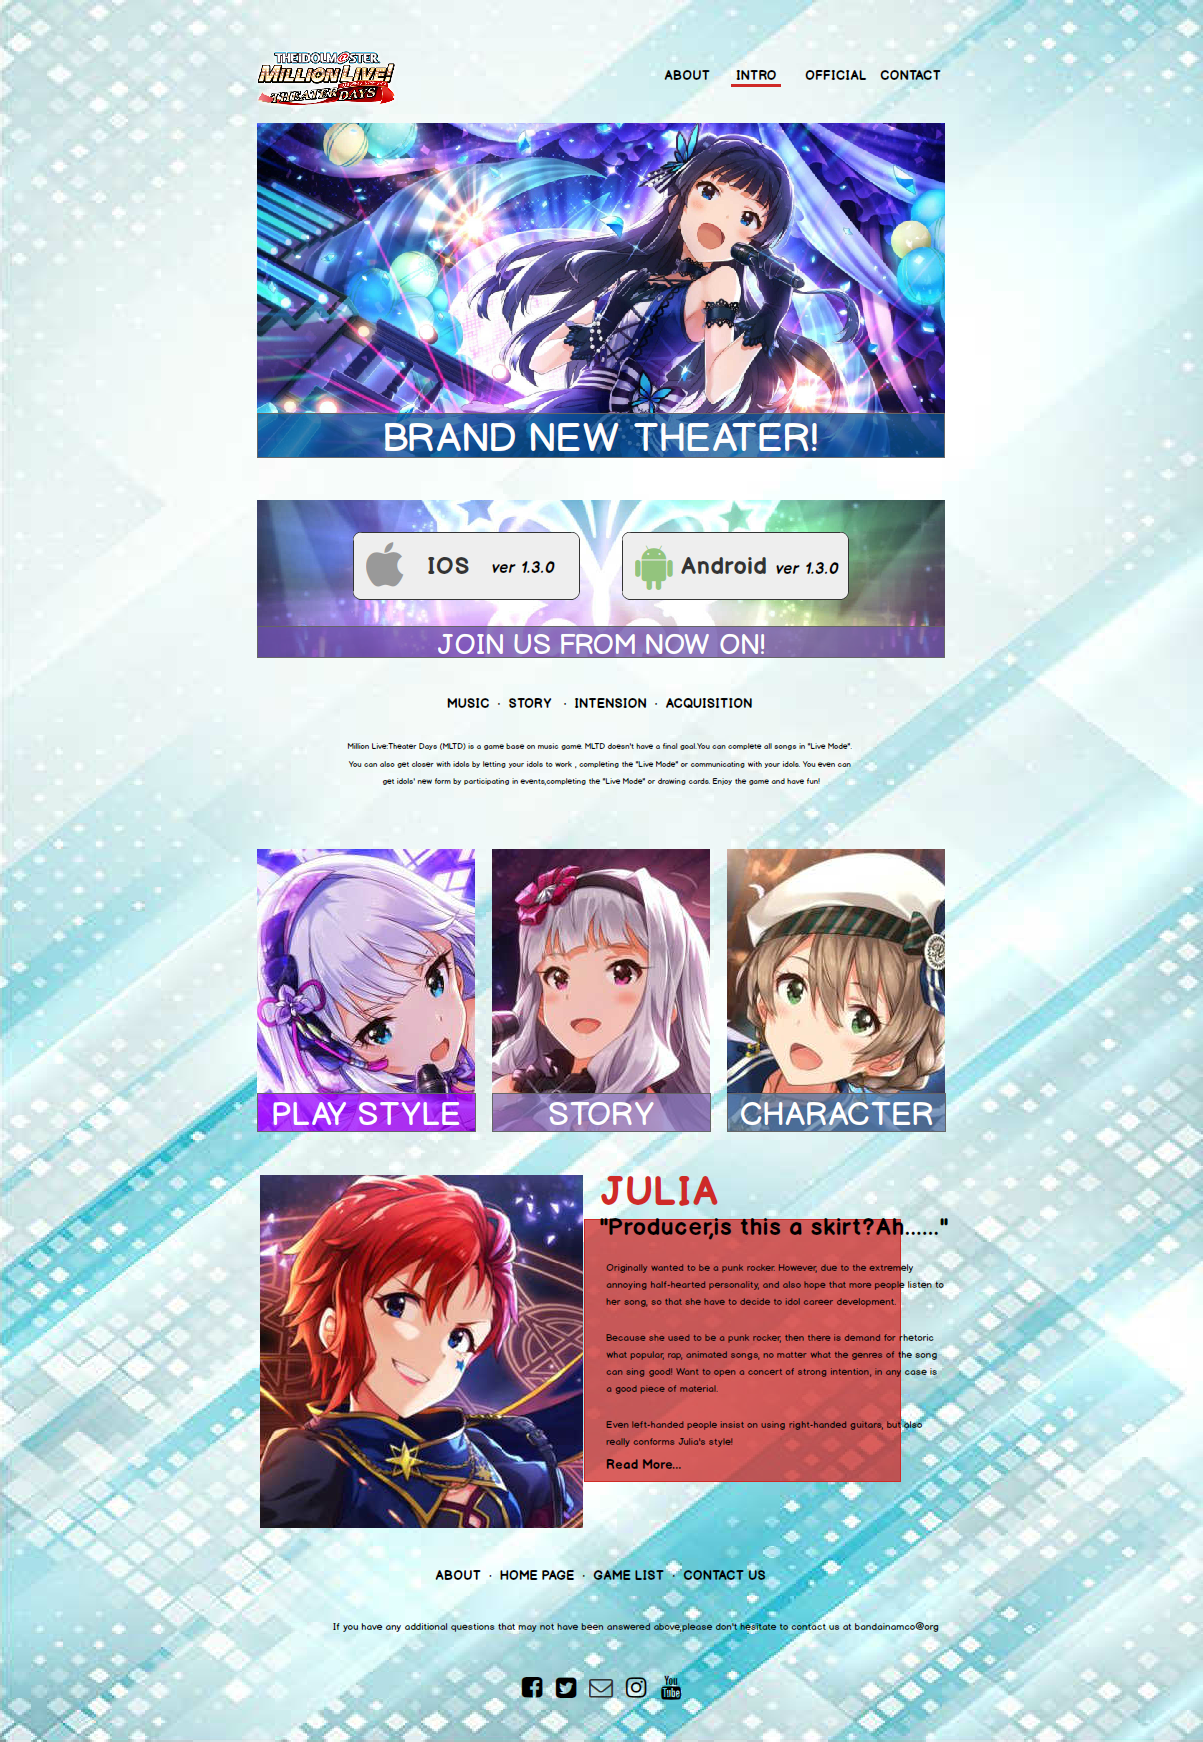 THE IDOLM@STER
MILLION LIVE!
THEATER DAYS
ABOUT INTRO OFFICIAL CONTACT
BRAND NEW THEATER!
IOS ver 1.3.0 Android ver 1.3.0
JOIN US FROM NOW ON!
MUSIC · STORY · INTENSION · ACQUISITION
Million Live:Theater Days (MLTD) is a game base on music game. MLTD doesn't have a final goal.You can complete all songs in "Live Mode".
You can also get closer with idols by letting your idols to work , completing the "Live Mode" or communicating with your idols. You even can
get idols' new form by participating in events,completing the "Live Mode" or drawing cards. Enjoy the game and have fun!
PLAY STYLE STORY CHARACTER
JULIA
"Producer,is this a skirt?Ah......"
Originally wanted to be a punk rocker. However, due to the extremely
annoying half-hearted personality, and also hope that more people listen to
her song, so that she have to decide to idol career development.
Because she used to be a punk rocker, then there is demand for rhetoric
what popular, rap, animated songs, no matter what the genres of the song
can sing good! Want to open a concert of strong intention, in any case is
a good piece of material.
Even left-handed people insist on using right-handed guitars, but also
really conforms Julia's style!
Read More...
ABOUT · HOME PAGE · GAME LIST · CONTACT US
If you have any additional questions that may not have been answered above,please don't hesitate to contact us at bandainamco@org
You
Tube